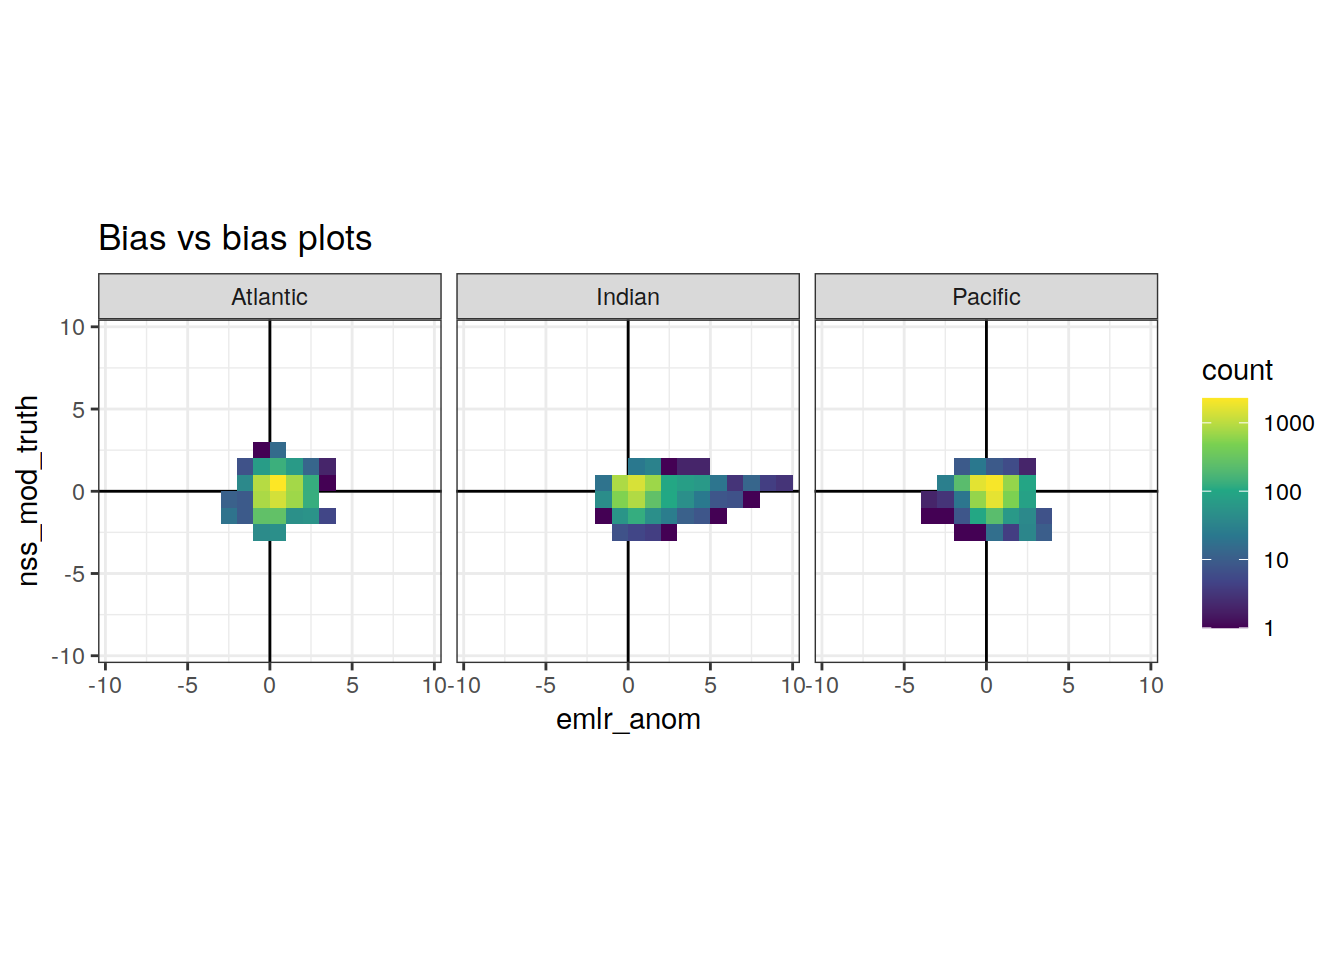 Bias vs bias plots
Atlantic
Indian
Pacific
nss_mod_truth
10
5
0
-5
-10
-10 -5 0 5 10
-10 -5 0 5 10
-10 -5 0 5 10
emlr_anom
count
1000
100
10
1